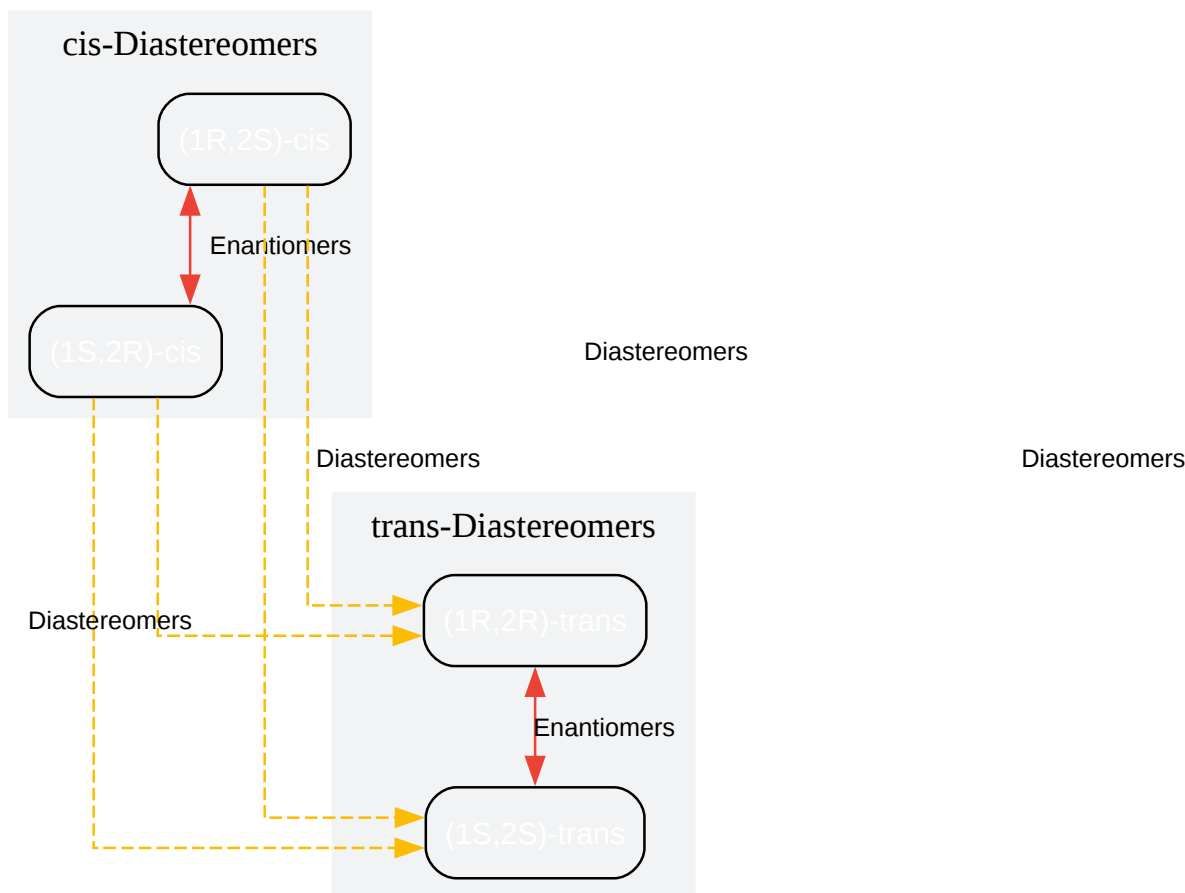 cis-Diastereomers
(1R,2S)-cis
Enantiomers
(1S,2R)-cis
Diastereomers
Diastereomers
Diastereomers
trans-Diastereomers
Diastereomers
(1R,2R)-trans
Enantiomers
(1S,2S)-trans